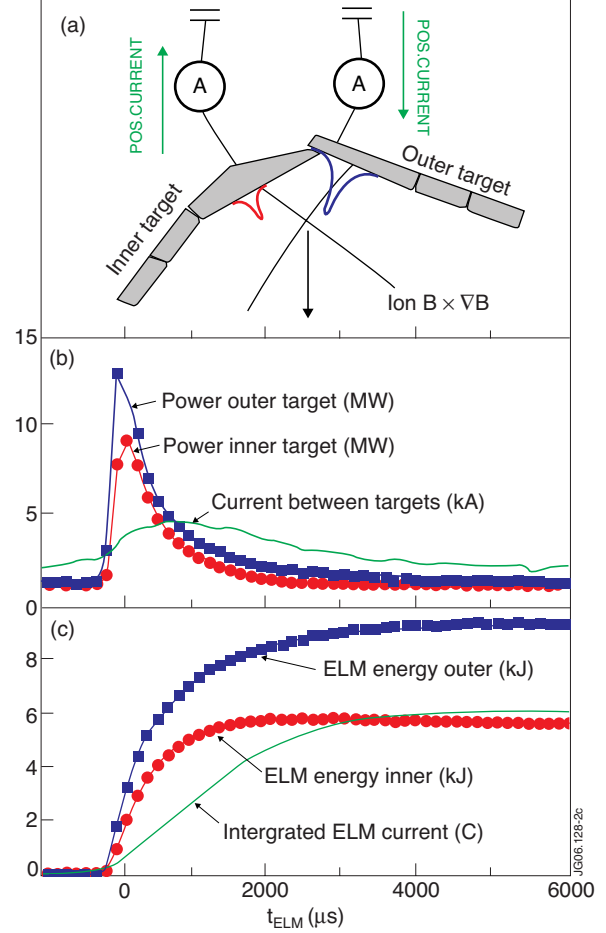 (a)
POS.CURRENT
A
A
POS.CURRENT
Inner target
Outer target
Ion B × ∇B
15
(b)
Power outer target (MW)
10
Power inner target (MW)
Current between targets (kA)
5
0
(c)
8
ELM energy outer (kJ)
6
ELM energy inner (kJ)
4
2
Intergrated ELM current (C)
0
0 2000 4000 6000
t_ELM (μs)
JG06.128-2c